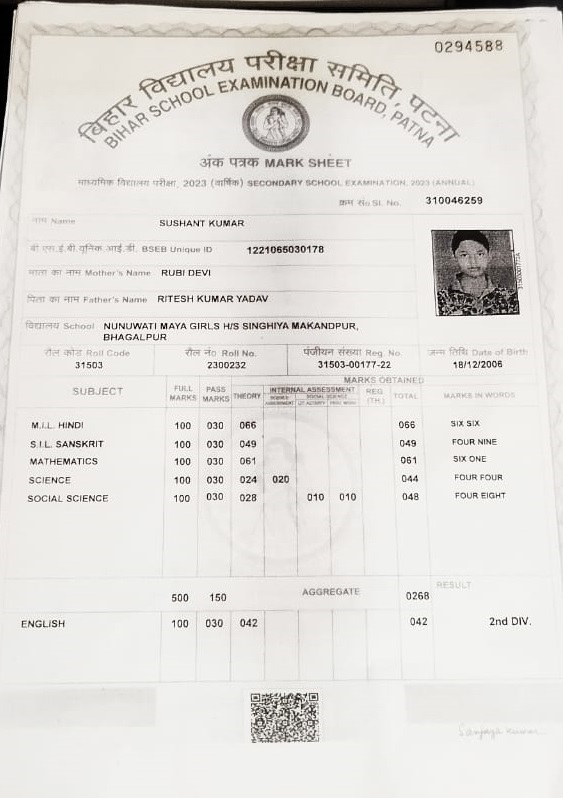 0294588
बिहार विद्यालय परीक्षा समिति, पटना
BIHAR SCHOOL EXAMINATION BOARD, PATNA
अंक पत्रक MARK SHEET
माध्यमिक विद्यालय परीक्षा, 2023 (वार्षिक) SECONDARY SCHOOL EXAMINATION, 2023 (ANNUAL)
क्रम सं० Sl. No. 310046259
नाम Name SUSHANT KUMAR
बी.एस.ई.बी.यूनिक आई.डी. BSEB Unique ID 1221065030178
माता का नाम Mother's Name RUBI DEVI
पिता का नाम Father's Name RITESH KUMAR YADAV
विद्यालय School NUNUWATI MAYA GIRLS H/S SINGHIYA MAKANDPUR,
BHAGALPUR
रौल कोड Roll Code रौल नं० Roll No. पंजीयन संख्या Reg. No. जन्म तिथि Date of Birth
31503 2300232 31503-00177-22 18/12/2006
MARKS OBTAINED
SUBJECT FULL MARKS PASS MARKS THEORY INTERNAL ASSESSMENT REG. (TH.) TOTAL MARKS IN WORDS
SOCIAL SCIENCE
M.I.L. HINDI 100 030 066 066 SIX SIX
S.I.L. SANSKRIT 100 030 049 049 FOUR NINE
MATHEMATICS 100 030 061 061 SIX ONE
SCIENCE 100 030 024 020 044 FOUR FOUR
SOCIAL SCIENCE 100 030 028 010 010 048 FOUR EIGHT
500 150 AGGREGATE 0268 RESULT
ENGLISH 100 030 042 042 2nd DIV.
Sanjay Kumar